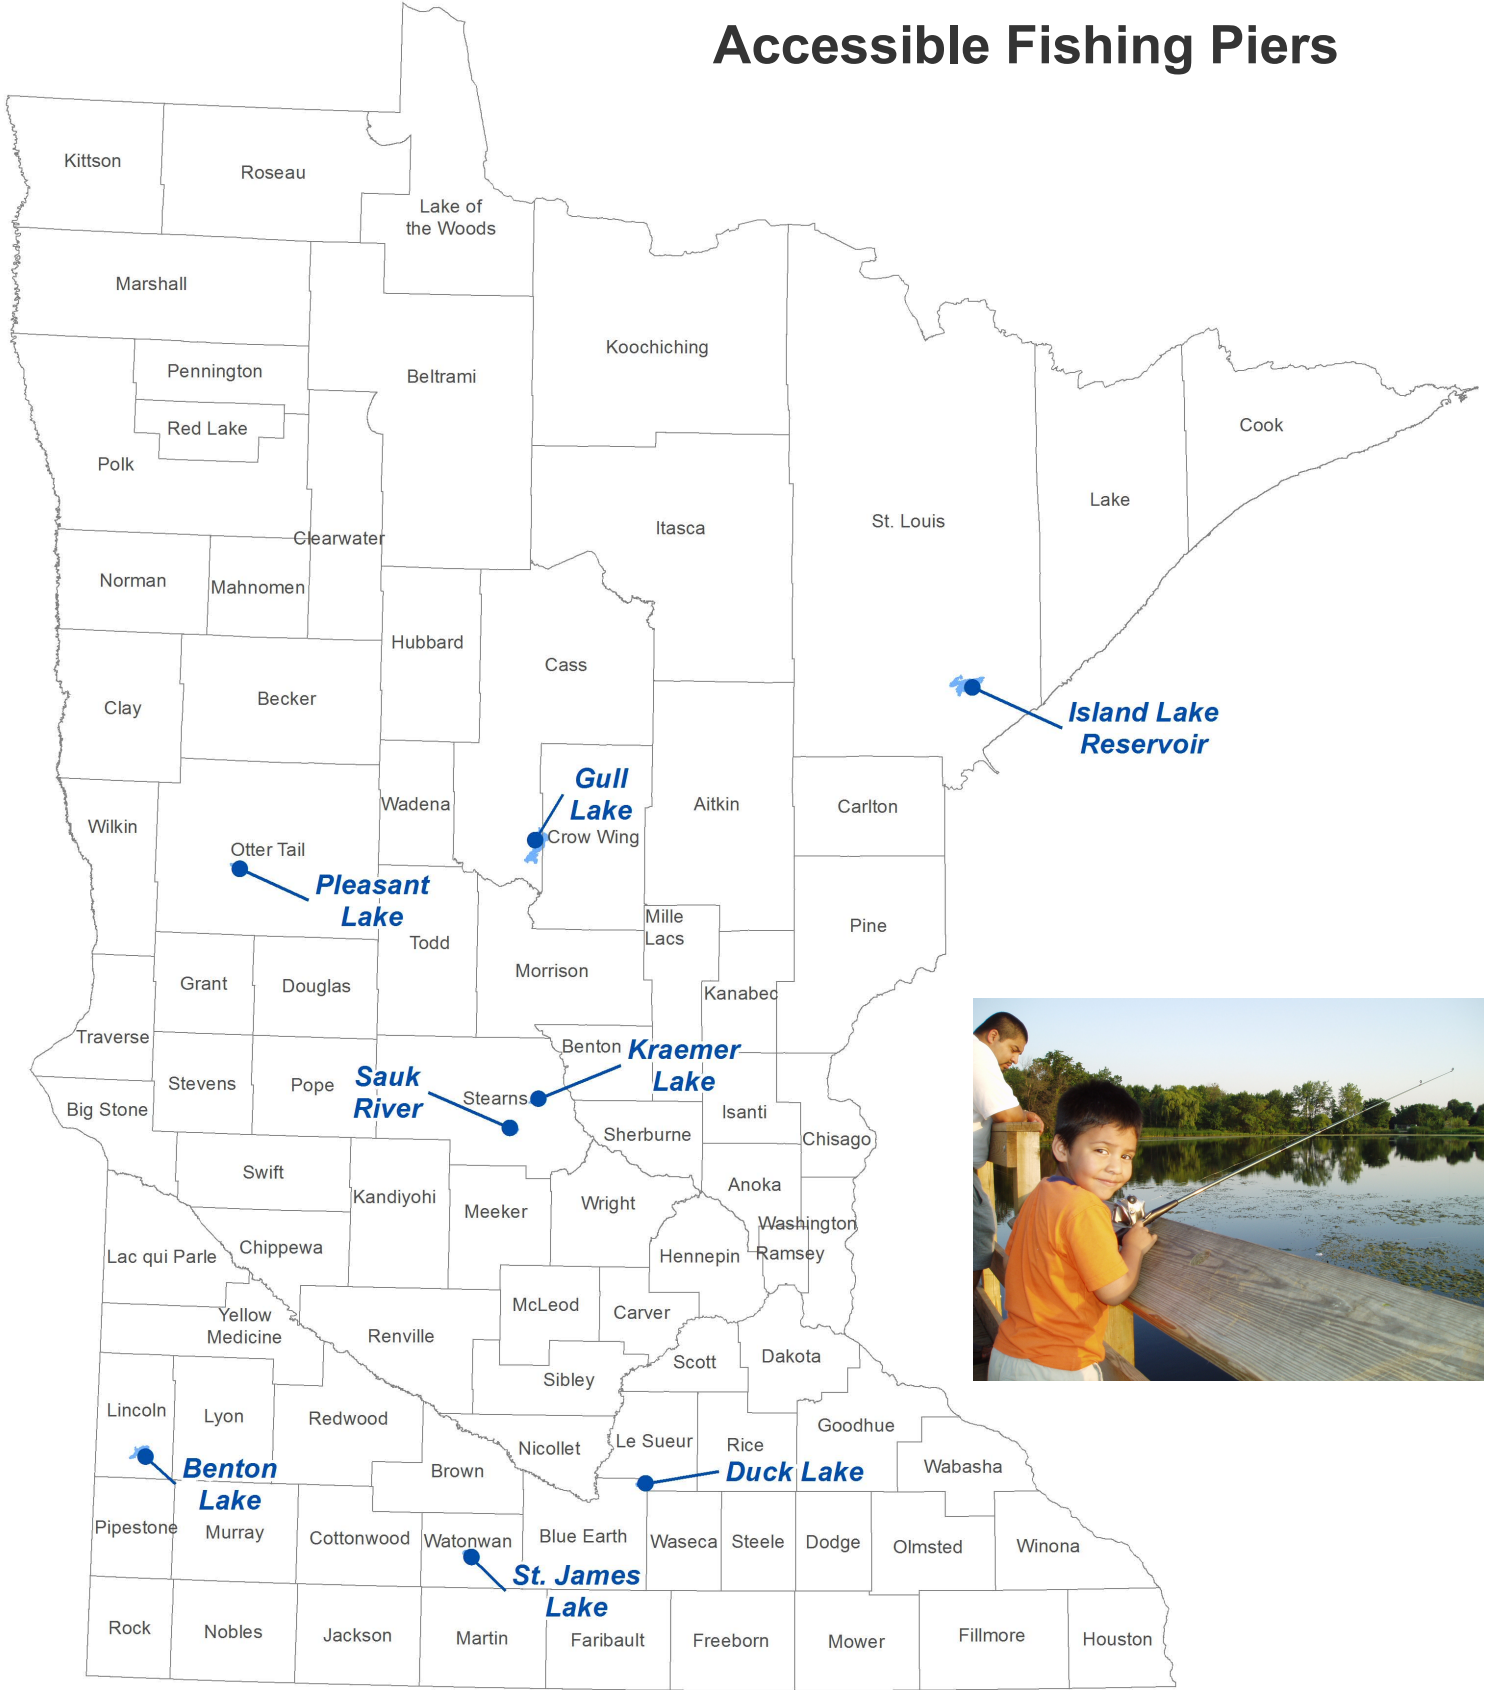 Accessible Fishing Piers
Kittson
Roseau
Lake of
the Woods
Marshall
Koochiching
Pennington
Beltrami
Red Lake
Cook
Polk
Lake
St. Louis
Itasca
Clearwater
Norman
Mahnomen
Hubbard
Cass
Becker
Clay
Island Lake
Reservoir
Gull
Lake
Wadena
Aitkin
Carlton
Wilkin
Crow Wing
Otter Tail
Pleasant
Lake
Mille
Lacs
Pine
Todd
Morrison
Grant
Douglas
Kanabec
Traverse
Benton
Kraemer
Lake
Stevens
Pope
Sauk
River
Stearns
Big Stone
Isanti
Sherburne
Chisago
Swift
Anoka
Kandiyohi
Meeker
Wright
Washington
Chippewa
Lac qui Parle
Hennepin
Ramsey
McLeod
Carver
Yellow
Medicine
Renville
Scott
Dakota
Sibley
Lincoln
Lyon
Redwood
Goodhue
Nicollet
Le Sueur
Rice
Wabasha
Benton
Lake
Brown
Duck Lake
Pipestone
Murray
Cottonwood
Watonwan
Blue Earth
Waseca
Steele
Dodge
Olmsted
Winona
St. James
Lake
Rock
Nobles
Jackson
Martin
Faribault
Freeborn
Mower
Fillmore
Houston